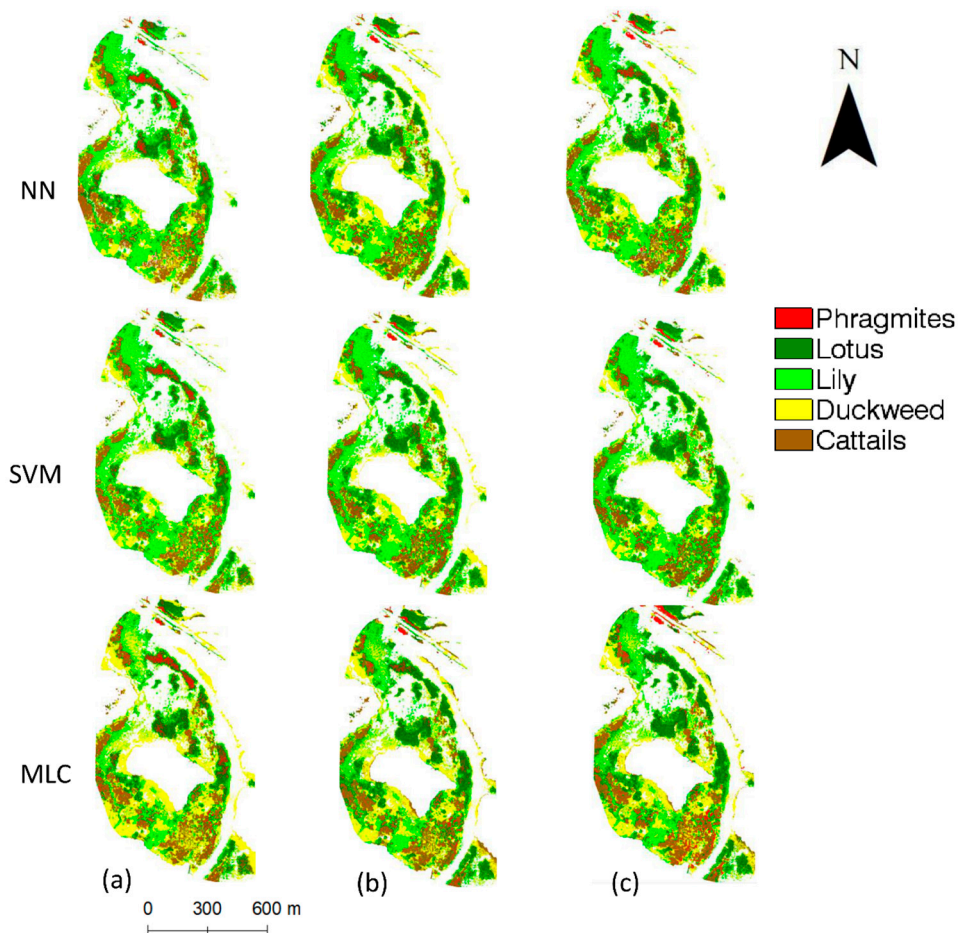 N
NN
Phragmites
Lotus
Lily
Duckweed
Cattails
SVM
MLC
(a)
(b)
(c)
0 300 600 m